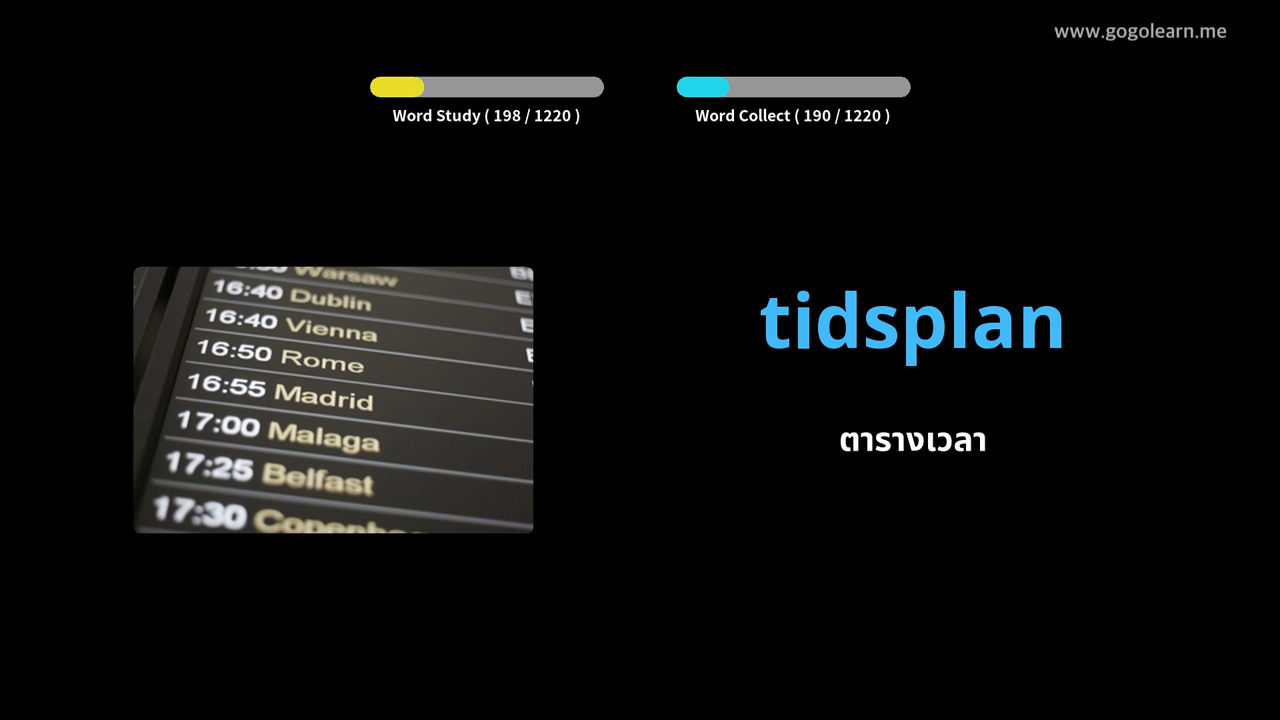 www.gogolearn.me
Word Study ( 198 / 1220 )
Word Collect ( 190 / 1220 )
Warsaw
16:40 Dublin
16:40 Vienna
16:50 Rome
16:55 Madrid
17:00 Malaga
17:25 Belfast
17:30
tidsplan
ตารางเวลา